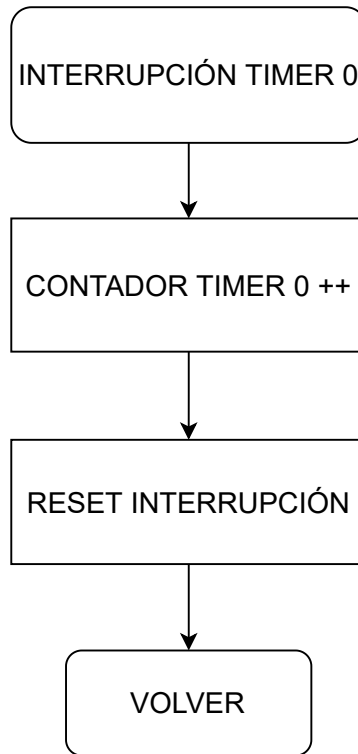 INTERRUPCIÓN TIMER 0
CONTADOR TIMER 0 ++
RESET INTERRUPCIÓN
VOLVER